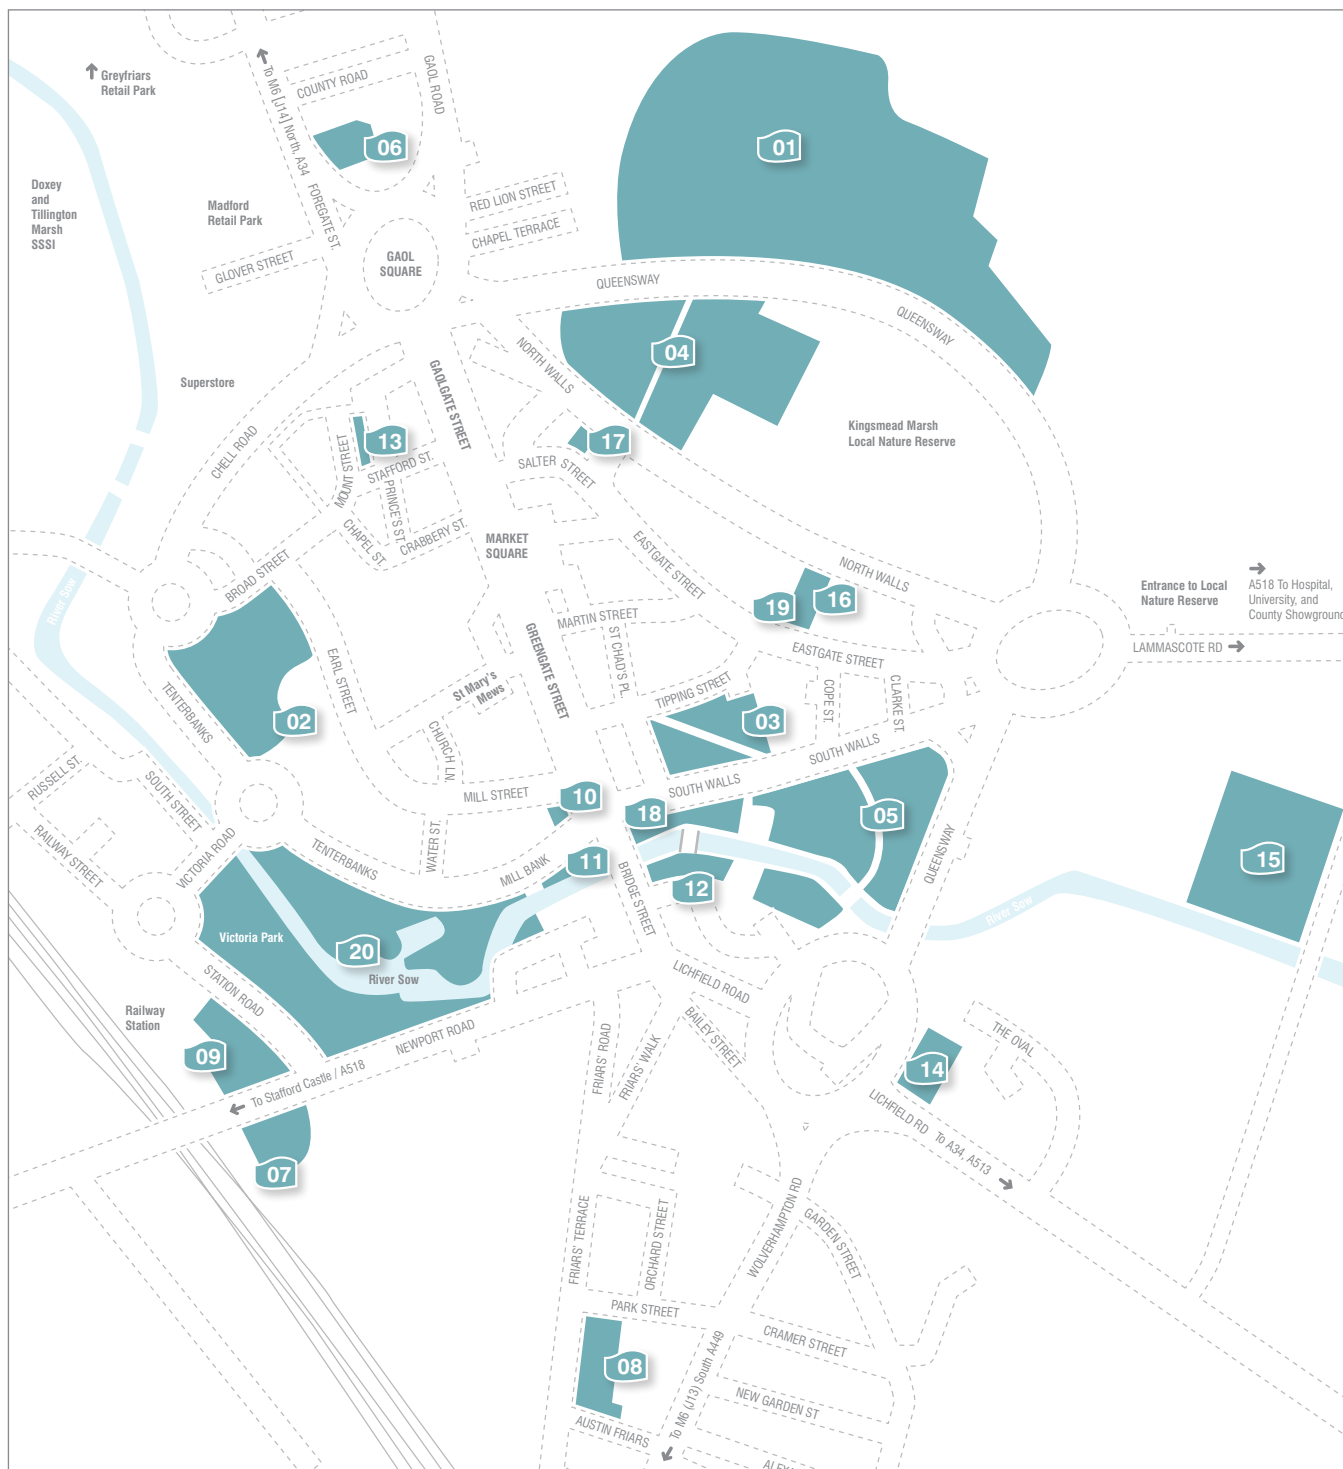 Greyfriars
Retail Park
To M6 [J14] North, A34
COUNTY ROAD
GAOL ROAD
06
01
Doxey
and
Tillington
Marsh
SSSI
Madford
Retail Park
FOREGATE ST.
RED LION STREET
CHAPEL TERRACE
GLOVER STREET
GAOL
SQUARE
QUEENSWAY
QUEENSWAY
NORTH WALLS
04
Superstore
GAOLGATE STREET
Kingsmead Marsh
Local Nature Reserve
CHELL ROAD
13
17
MOUNT STREET
STAFFORD ST.
SALTER STREET
PRINCE'S ST.
CHAPEL ST.
CRABBERY ST.
MARKET
SQUARE
EASTGATE STREET
NORTH WALLS
BROAD STREET
River Sow
Entrance to Local
Nature Reserve
A518 To Hospital,
University, and
County Showground
19
16
MARTIN STREET
ST CHAD'S PL.
GREENGATE STREET
EASTGATE STREET
LAMMASCOTE RD
EARL STREET
St Mary's
Mews
TIPPING STREET
COPE ST.
CLARKE ST.
TENTERBANKS
02
03
CHURCH LN.
SOUTH WALLS
RUSSELL ST.
SOUTH STREET
MILL STREET
10
SOUTH WALLS
18
05
RAILWAY STREET
VICTORIA ROAD
TENTERBANKS
WATER ST.
MILL BANK
11
BRIDGE STREET
12
QUEENSWAY
15
River Sow
Victoria Park
20
River Sow
STATION ROAD
LICHFIELD ROAD
Railway
Station
09
NEWPORT ROAD
BAILEY STREET
THE OVAL
FRIARS' ROAD
FRIARS' WALK
14
To Stafford Castle / A518
LICHFIELD RD
To A34, A513
07
FRIARS' TERRACE
ORCHARD STREET
WOLVERHAMPTON RD
GARDEN STREET
PARK STREET
CRAMER STREET
08
To M6 (J13) South A449
NEW GARDEN ST
AUSTIN FRIARS